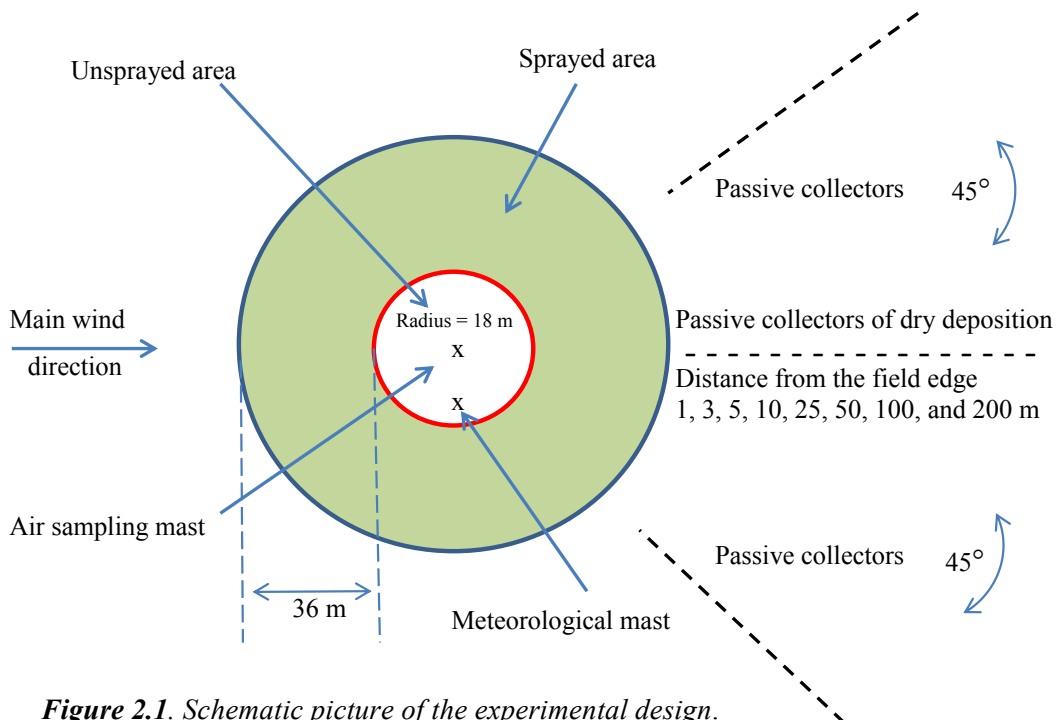 Unsprayed area
Sprayed area
Passive collectors 45°
Radius = 18 m
x
x
Main wind
direction
Passive collectors of dry deposition
Distance from the field edge
1, 3, 5, 10, 25, 50, 100, and 200 m
Air sampling mast
Passive collectors 45°
36 m
Meteorological mast
Figure 2.1. Schematic picture of the experimental design.